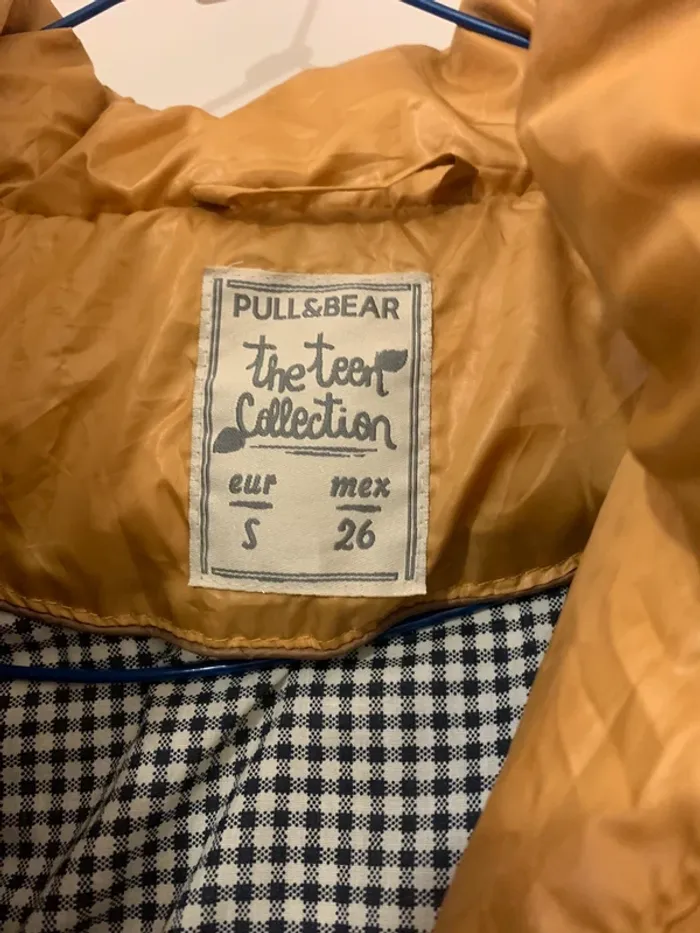 PULL&BEAR
the teen
Collection
eur mex
S 26